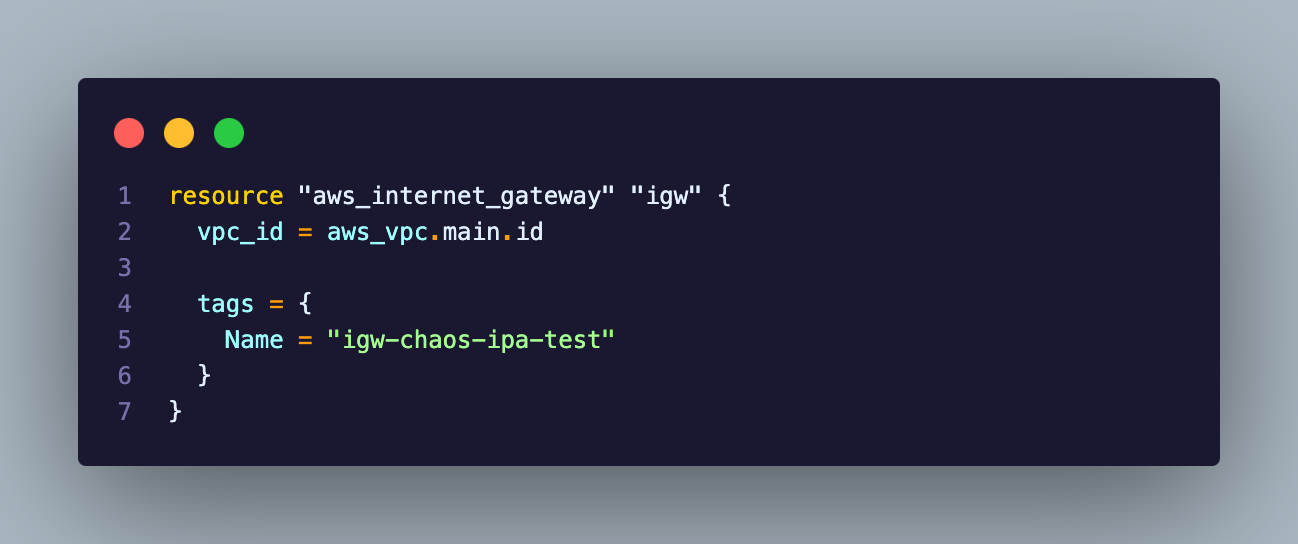 1 resource "aws_internet_gateway" "igw" {
2   vpc_id = aws_vpc.main.id
3
4   tags = {
5     Name = "igw-chaos-ipa-test"
6   }
7 }